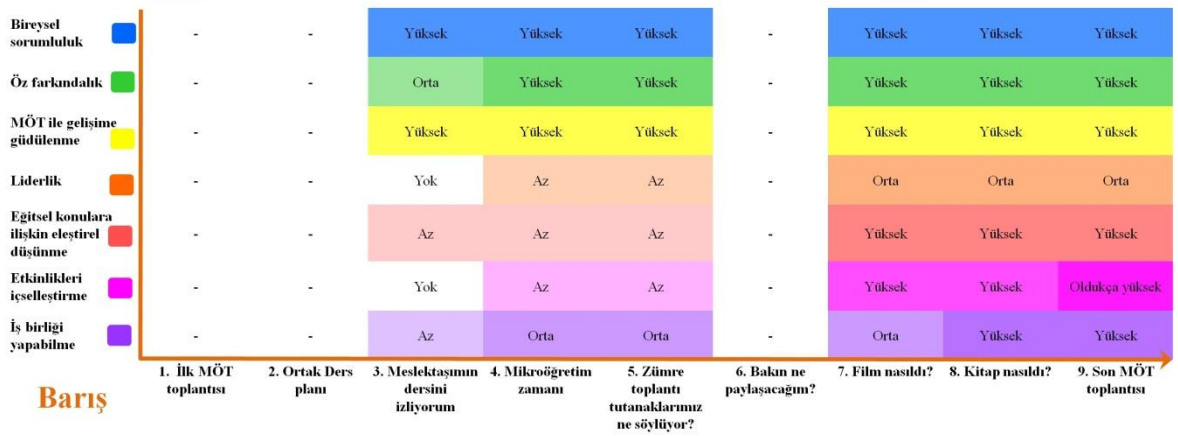 Bireysel
sorumluluk - - Yüksek Yüksek Yüksek - Yüksek Yüksek Yüksek
Öz farkındalık - - Orta Yüksek Yüksek - Yüksek Yüksek Yüksek
MÖT ile gelişime
güdülenme - - Yüksek Yüksek Yüksek - Yüksek Yüksek Yüksek
Liderlik - - Yok Az Az - Orta Orta Orta
Eğitsel konulara
ilişkin eleştirel
düşünme - - Az Az Az - Yüksek Yüksek Yüksek
Etkinlikleri
içselleştirme - - Yok Az Az - Yüksek Yüksek Oldukça yüksek
İş birliği
yapabilme - - Az Orta Orta - Orta Yüksek Yüksek
1. İlk MÖT
toplantısı
2. Ortak Ders
planı
3. Meslektaşımın
dersini
izliyorum
4. Mikroöğretim
zamanı
5. Zümre
toplantı
tutanaklarımız
ne söylüyor?
6. Bakın ne
paylaşacağım?
7. Film nasıldı?
8. Kitap nasıldı?
9. Son MÖT
toplantısı
Barış